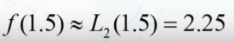 f(1.5) ≈ L₂(1.5) = 2.25